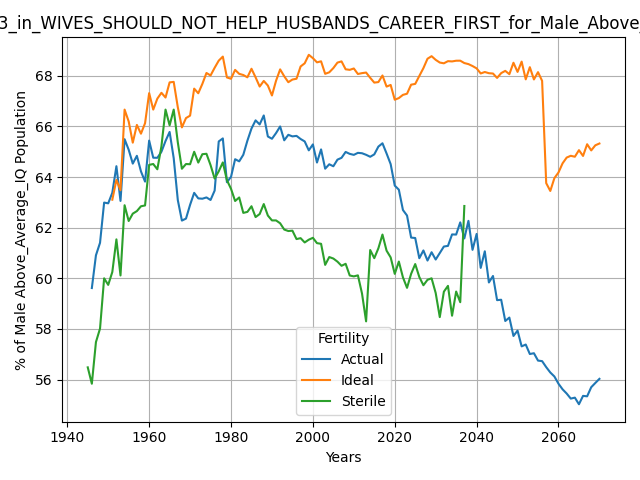 3_in_WIVES_SHOULD_NOT_HELP_HUSBANDS_CAREER_FIRST_for_Male_Above_
% of Male Above_Average_IQ Population
68
66
64
62
60
58
56
Fertility
Actual
Ideal
Sterile
1940 1960 1980 2000 2020 2040 2060
Years